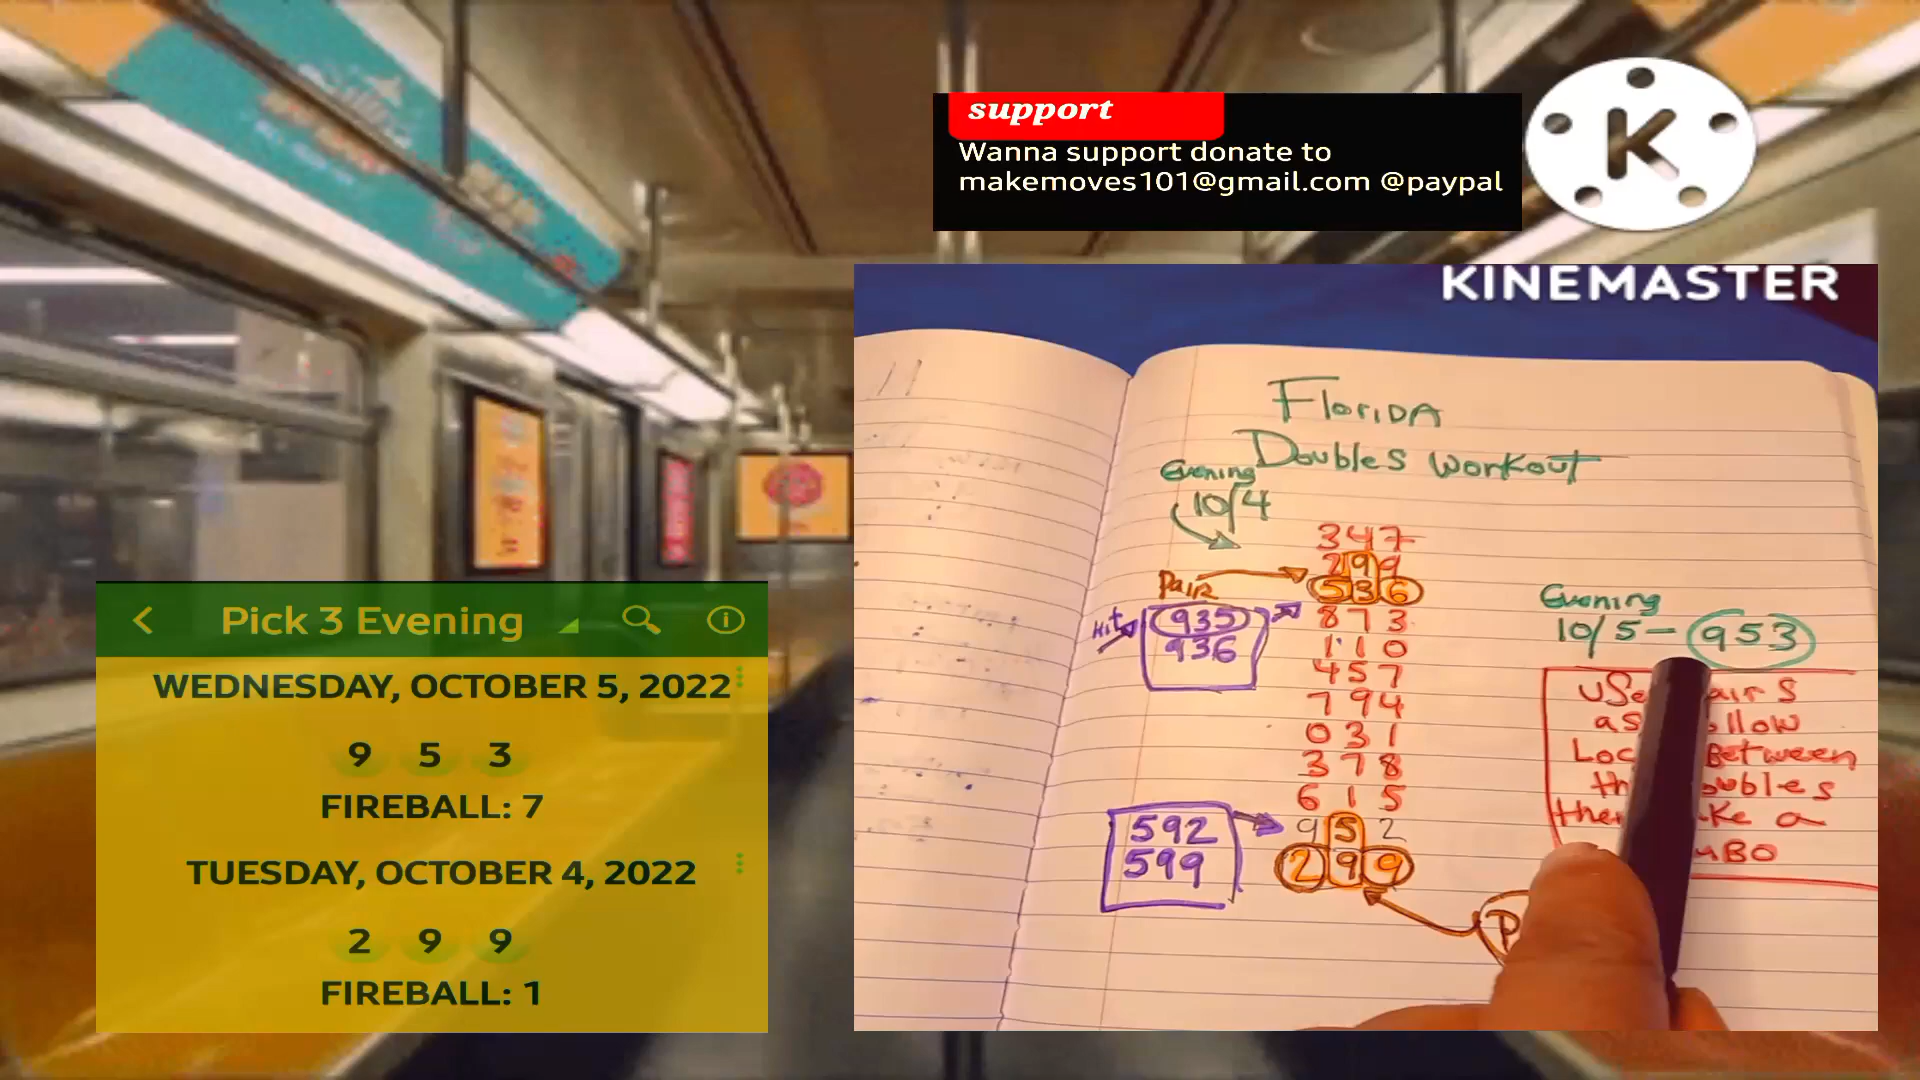 support
Wanna support donate to
makemoves101@gmail.com @paypal
K
KINEMASTER
Pick 3 Evening
WEDNESDAY, OCTOBER 5, 2022
9 5 3
FIREBALL: 7
TUESDAY, OCTOBER 4, 2022
2 9 9
FIREBALL: 1
FLORIDA
DOUBLES WORKOUT
Evening
10/4
347
299
PAIR
536
Hit
935
936
873
110
457
794
031
378
615
592
599
952
299
Evening
10/5 - 953
as
Between
then
a